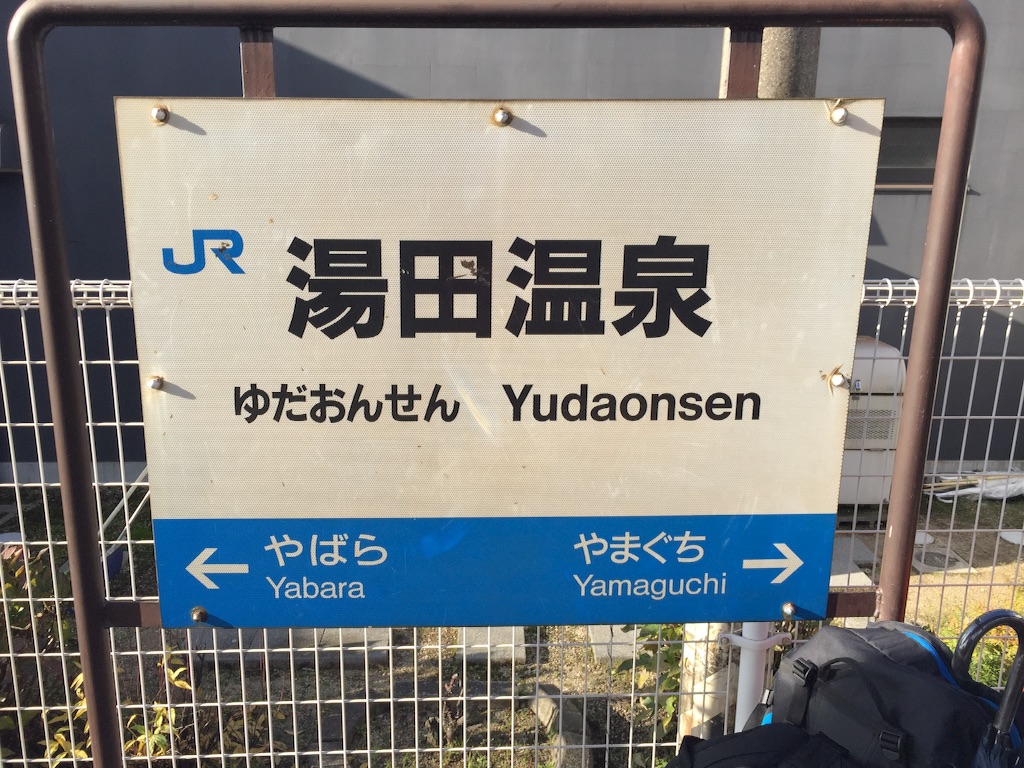 JR 湯田温泉
ゆだおんせん Yudaonsen
← やばら やまぐち →
Yabara Yamaguchi